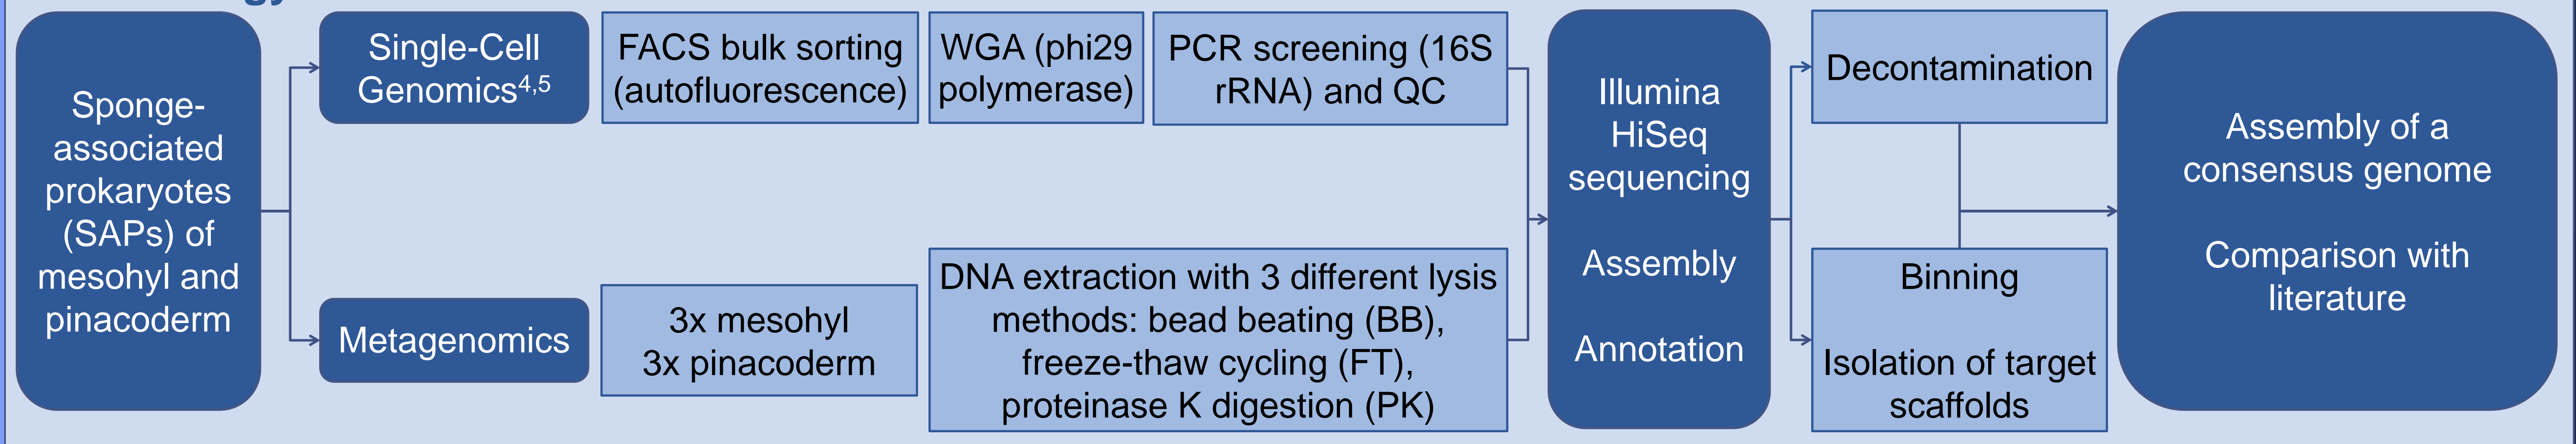 Sponge-
associated
prokaryotes
(SAPs) of
mesohyl and
pinacoderm
Single-Cell
Genomics4,5
FACS bulk sorting
(autofluorescence)
WGA (phi29
polymerase)
PCR screening (16S
rRNA) and QC
Metagenomics
3x mesohyl
3x pinacoderm
DNA extraction with 3 different lysis
methods: bead beating (BB),
freeze-thaw cycling (FT),
proteinase K digestion (PK)
Illumina
HiSeq
sequencing
Assembly
Annotation
Decontamination
Binning
Isolation of target
scaffolds
Assembly of a
consensus genome
Comparison with
literature